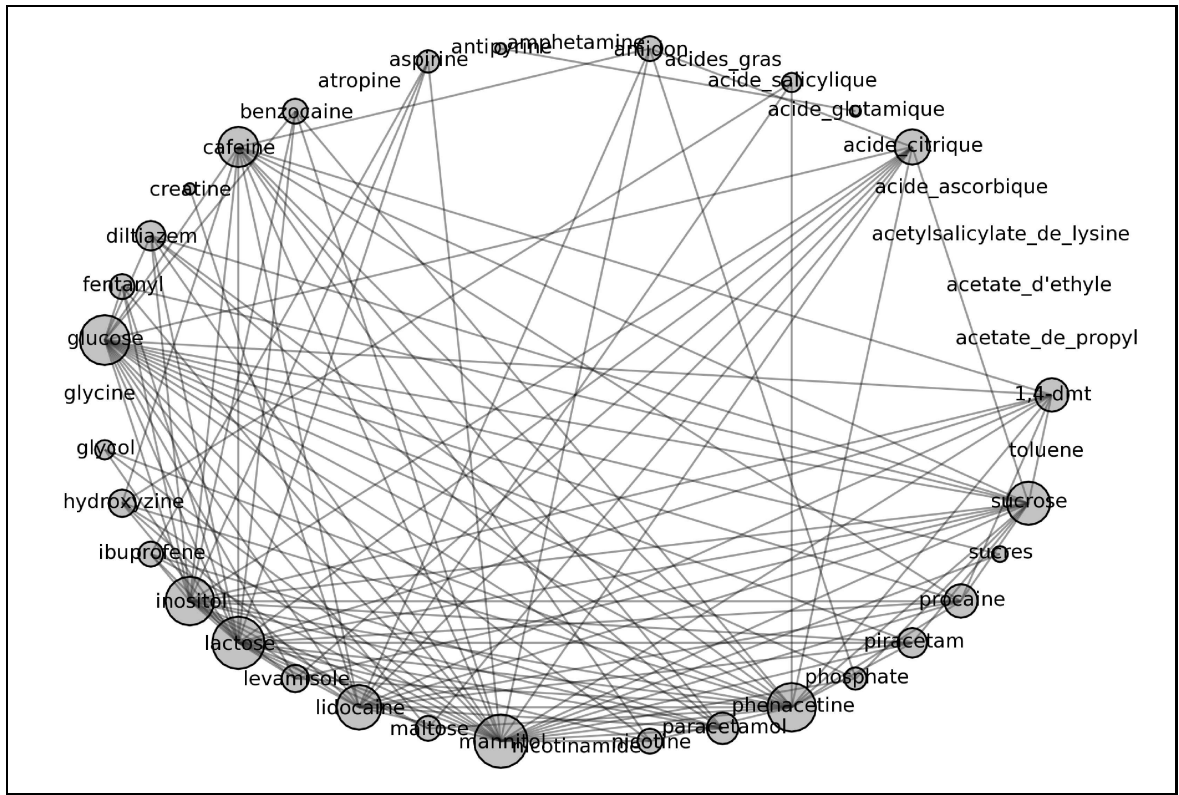 amphetamine
antipyrine
amidon
aspirine
acides_gras
atropine
acide_salicylique
benzocaine
acide_glutamique
cafeine
acide_citrique
creatine
acide_ascorbique
diltiazem
acetylsalicylate_de_lysine
fentanyl
acetate_d'ethyle
glucose
acetate_de_propyl
glycine
1,4-dmt
glycol
toluene
hydroxyzine
sucrose
ibuprofene
sucres
inositol
procaine
lactose
piracetam
levamisole
phosphate
lidocaine
phenacetine
maltose
paracetamol
mannitol
nicotinamide
nicotine